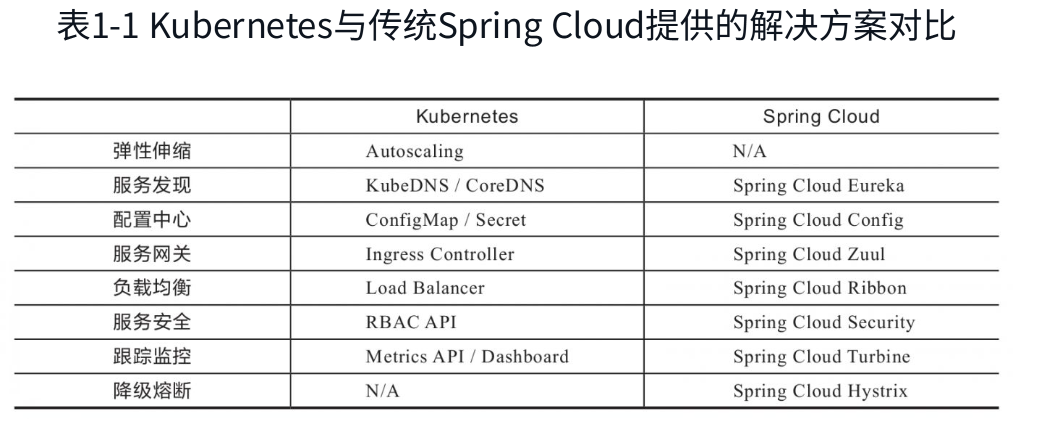 表1-1 Kubernetes与传统Spring Cloud提供的解决方案对比
Kubernetes Spring Cloud
弹性伸缩 Autoscaling N/A
服务发现 KubeDNS / CoreDNS Spring Cloud Eureka
配置中心 ConfigMap / Secret Spring Cloud Config
服务网关 Ingress Controller Spring Cloud Zuul
负载均衡 Load Balancer Spring Cloud Ribbon
服务安全 RBAC API Spring Cloud Security
跟踪监控 Metrics API / Dashboard Spring Cloud Turbine
降级熔断 N/A Spring Cloud Hystrix